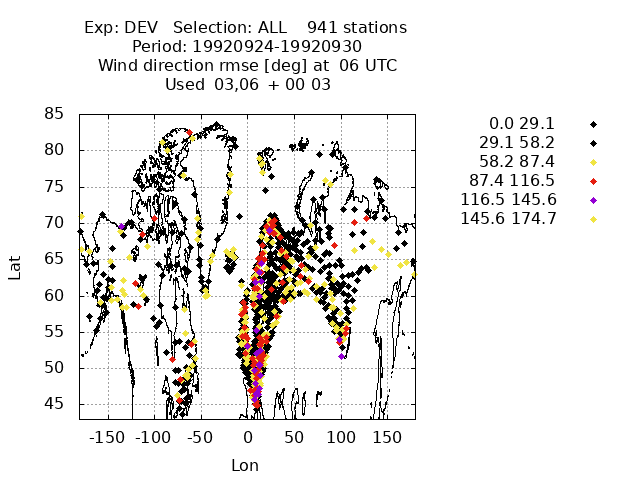 Exp: DEV   Selection: ALL    941 stations
Period: 19920924-19920930
Wind direction rmse [deg] at  06 UTC
Used  03,06  + 00 03
85
80
75
70
65
60
55
50
45
Lat
-150 -100 -50 0 50 100 150
Lon
0.0 29.1
29.1 58.2
58.2 87.4
87.4 116.5
116.5 145.6
145.6 174.7